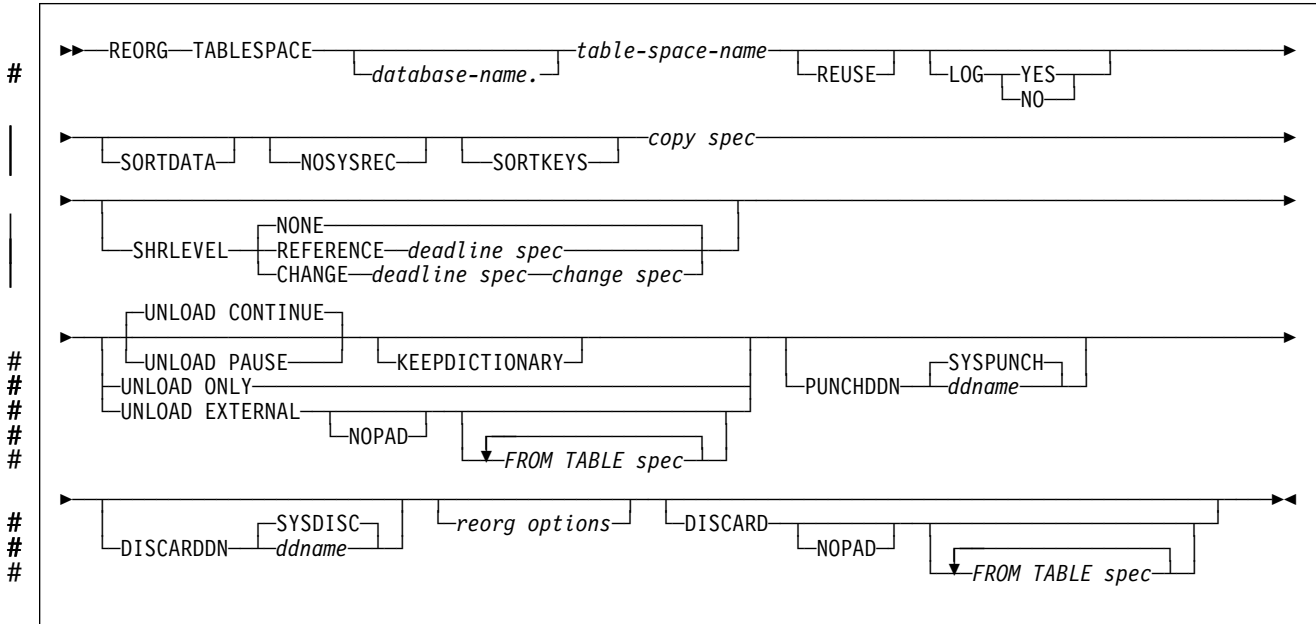 REORG TABLESPACE table-space-name
# database-name. REUSE LOG YES
NO
copy spec
SORTDATA NOSYSREC SORTKEYS
NONE
SHRLEVEL REFERENCE deadline spec
CHANGE deadline spec change spec
UNLOAD CONTINUE
# UNLOAD PAUSE KEEPDICTIONARY SYSPUNCH
# UNLOAD ONLY PUNCHDDN ddname
# UNLOAD EXTERNAL
# NOPAD
# FROM TABLE spec
# SYSDISC reorg options DISCARD
# DISCARDDN ddname NOPAD
# FROM TABLE spec